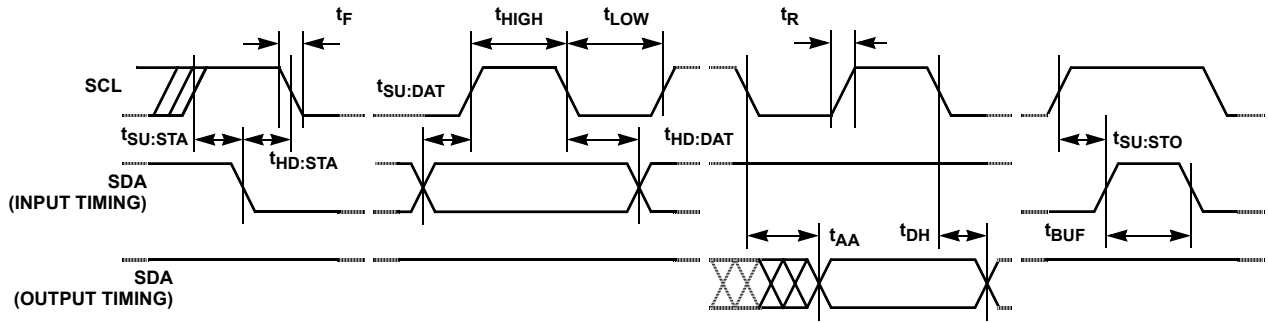 tF
tHIGH
tLOW
tR
SCL
tSU:DAT
tSU:STA
tHD:STA
tHD:DAT
tSU:STO
SDA
(INPUT TIMING)
tAA
tDH
tBUF
SDA
(OUTPUT TIMING)